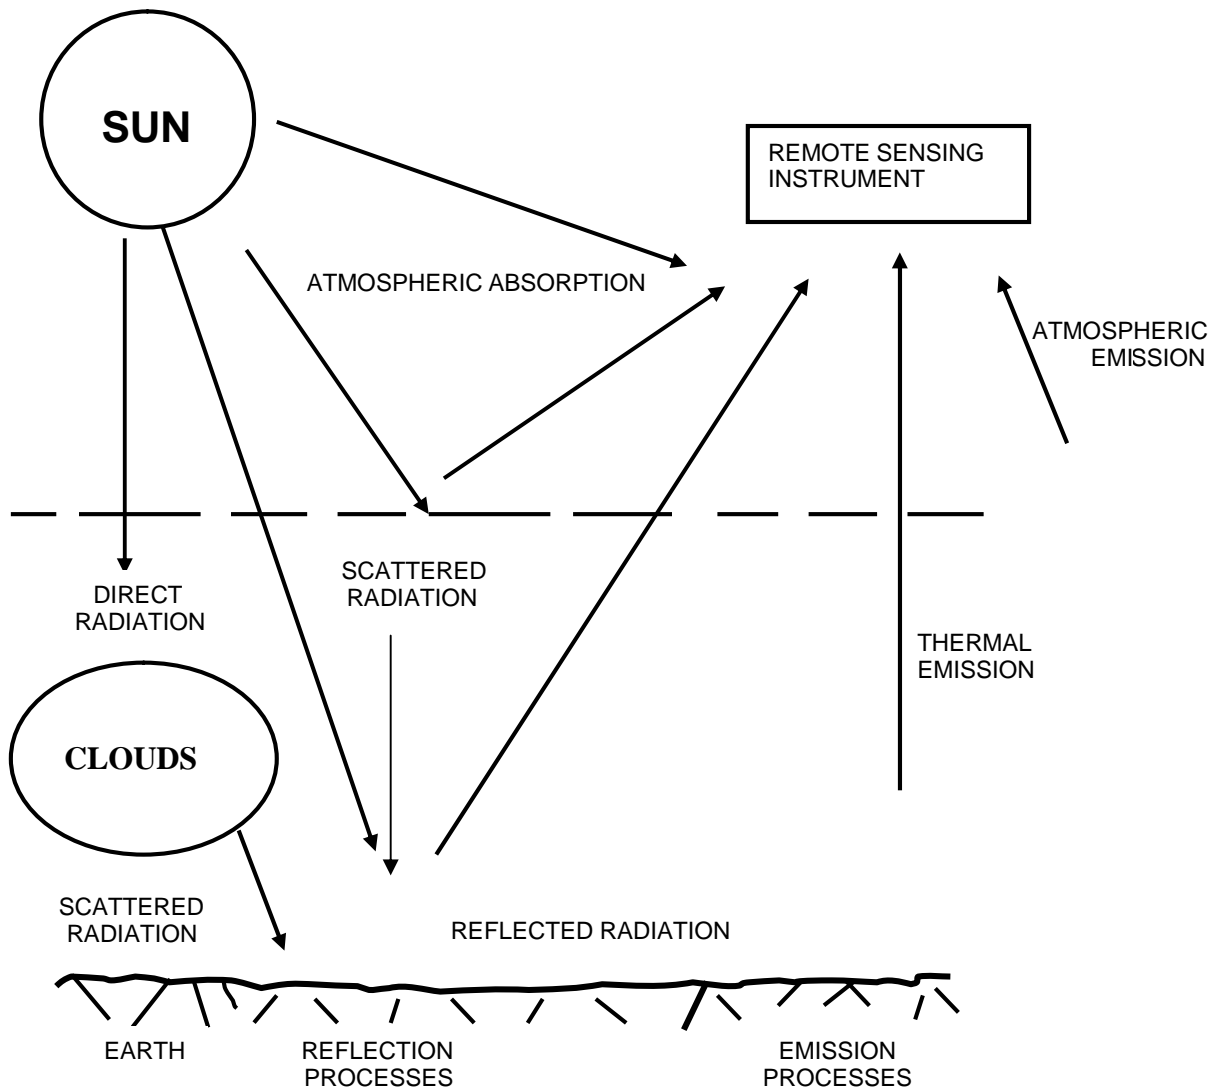 SUN
REMOTE SENSING
INSTRUMENT
ATMOSPHERIC ABSORPTION
ATMOSPHERIC
EMISSION
DIRECT
RADIATION
SCATTERED
RADIATION
THERMAL
EMISSION
CLOUDS
SCATTERED
RADIATION
REFLECTED RADIATION
EARTH
REFLECTION
PROCESSES
EMISSION
PROCESSES